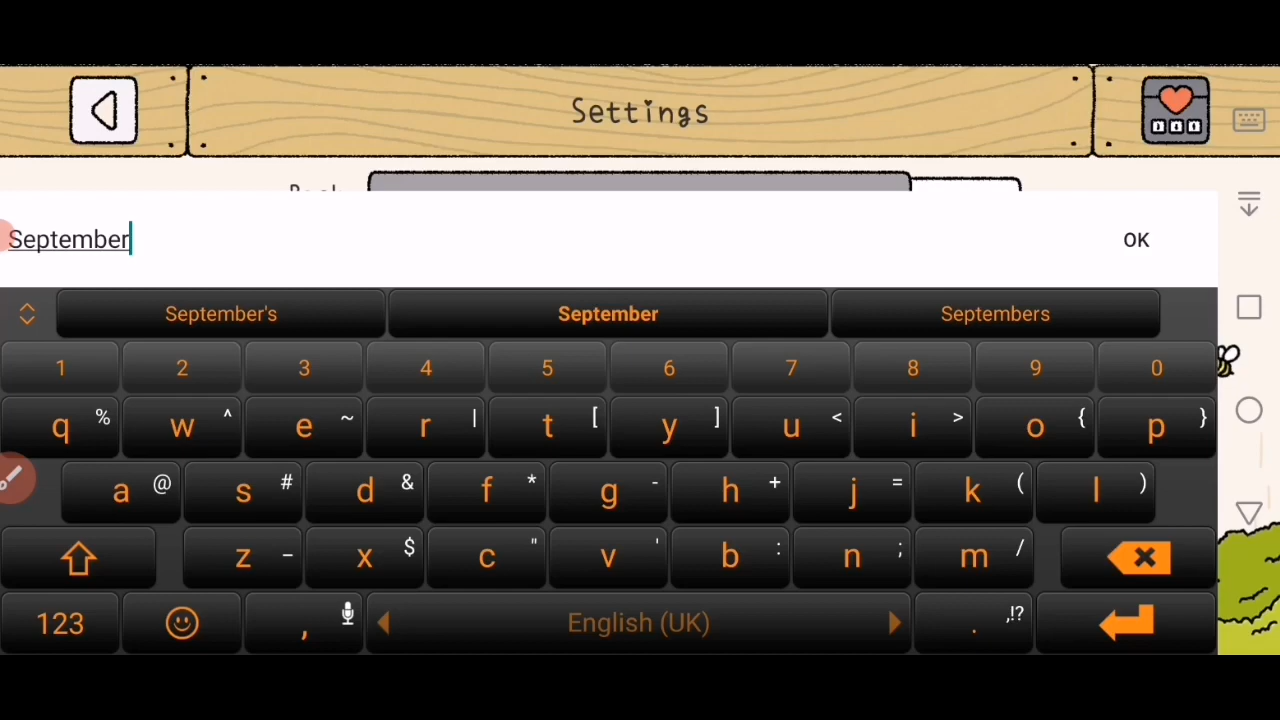 Settings
September
OK
September's September Septembers
1 2 3 4 5 6 7 8 9 0
q % w ^ e ~ r | t [ y ] u < i > o { p }
a @ s # d & f * g - h + j = k ( l )
z _ x $ c " v ' b : n ; m /
123 , English (UK) . ,!?